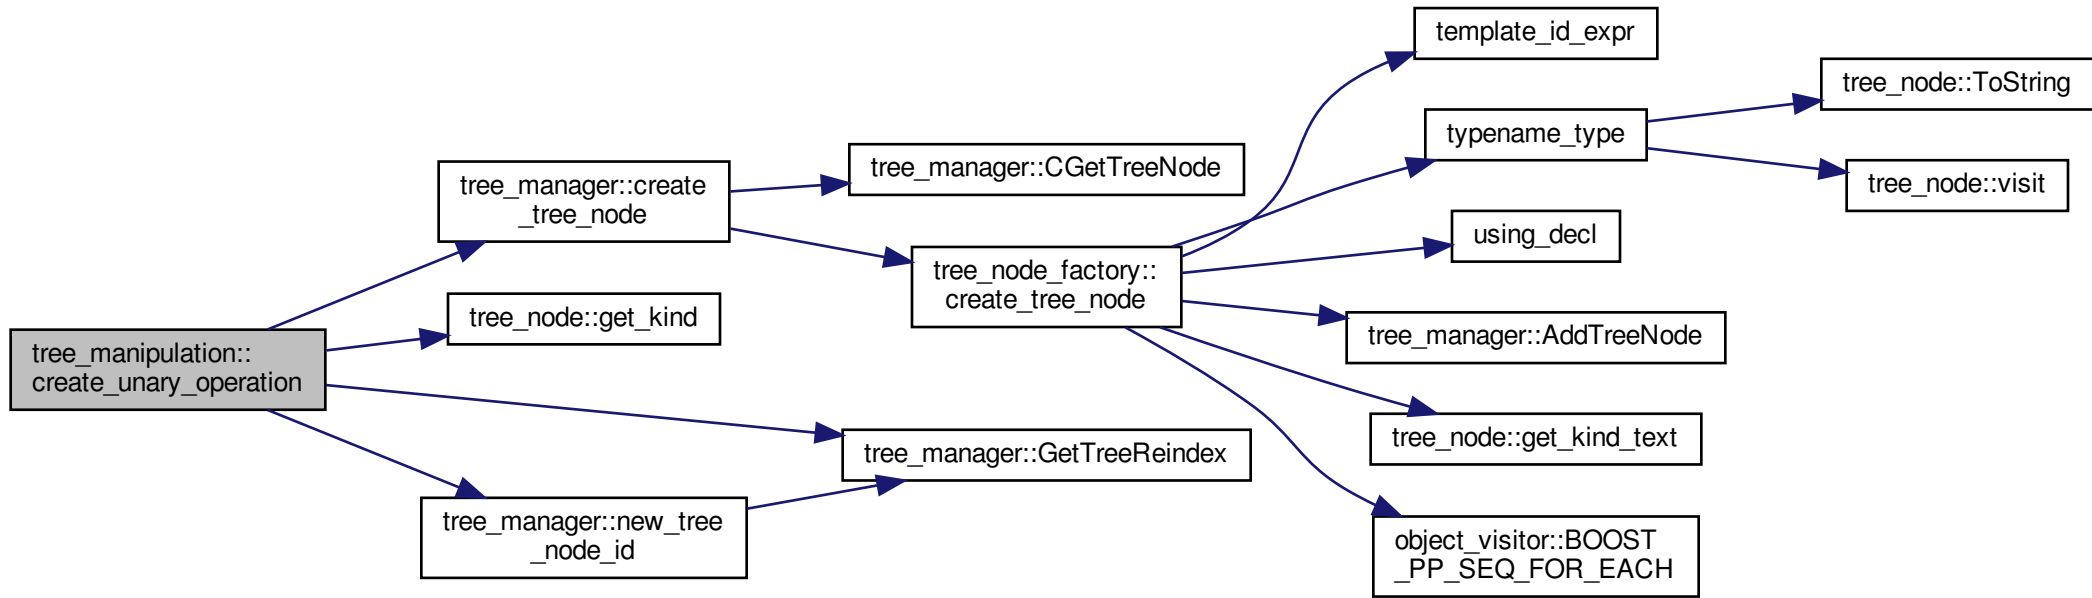 tree_manipulation::
create_unary_operation
tree_manager::create
_tree_node
tree_node::get_kind
tree_manager::new_tree
_node_id
tree_manager::CGetTreeNode
tree_node_factory::
create_tree_node
tree_manager::GetTreeReindex
template_id_expr
typename_type
using_decl
tree_manager::AddTreeNode
tree_node::get_kind_text
object_visitor::BOOST
_PP_SEQ_FOR_EACH
tree_node::ToString
tree_node::visit